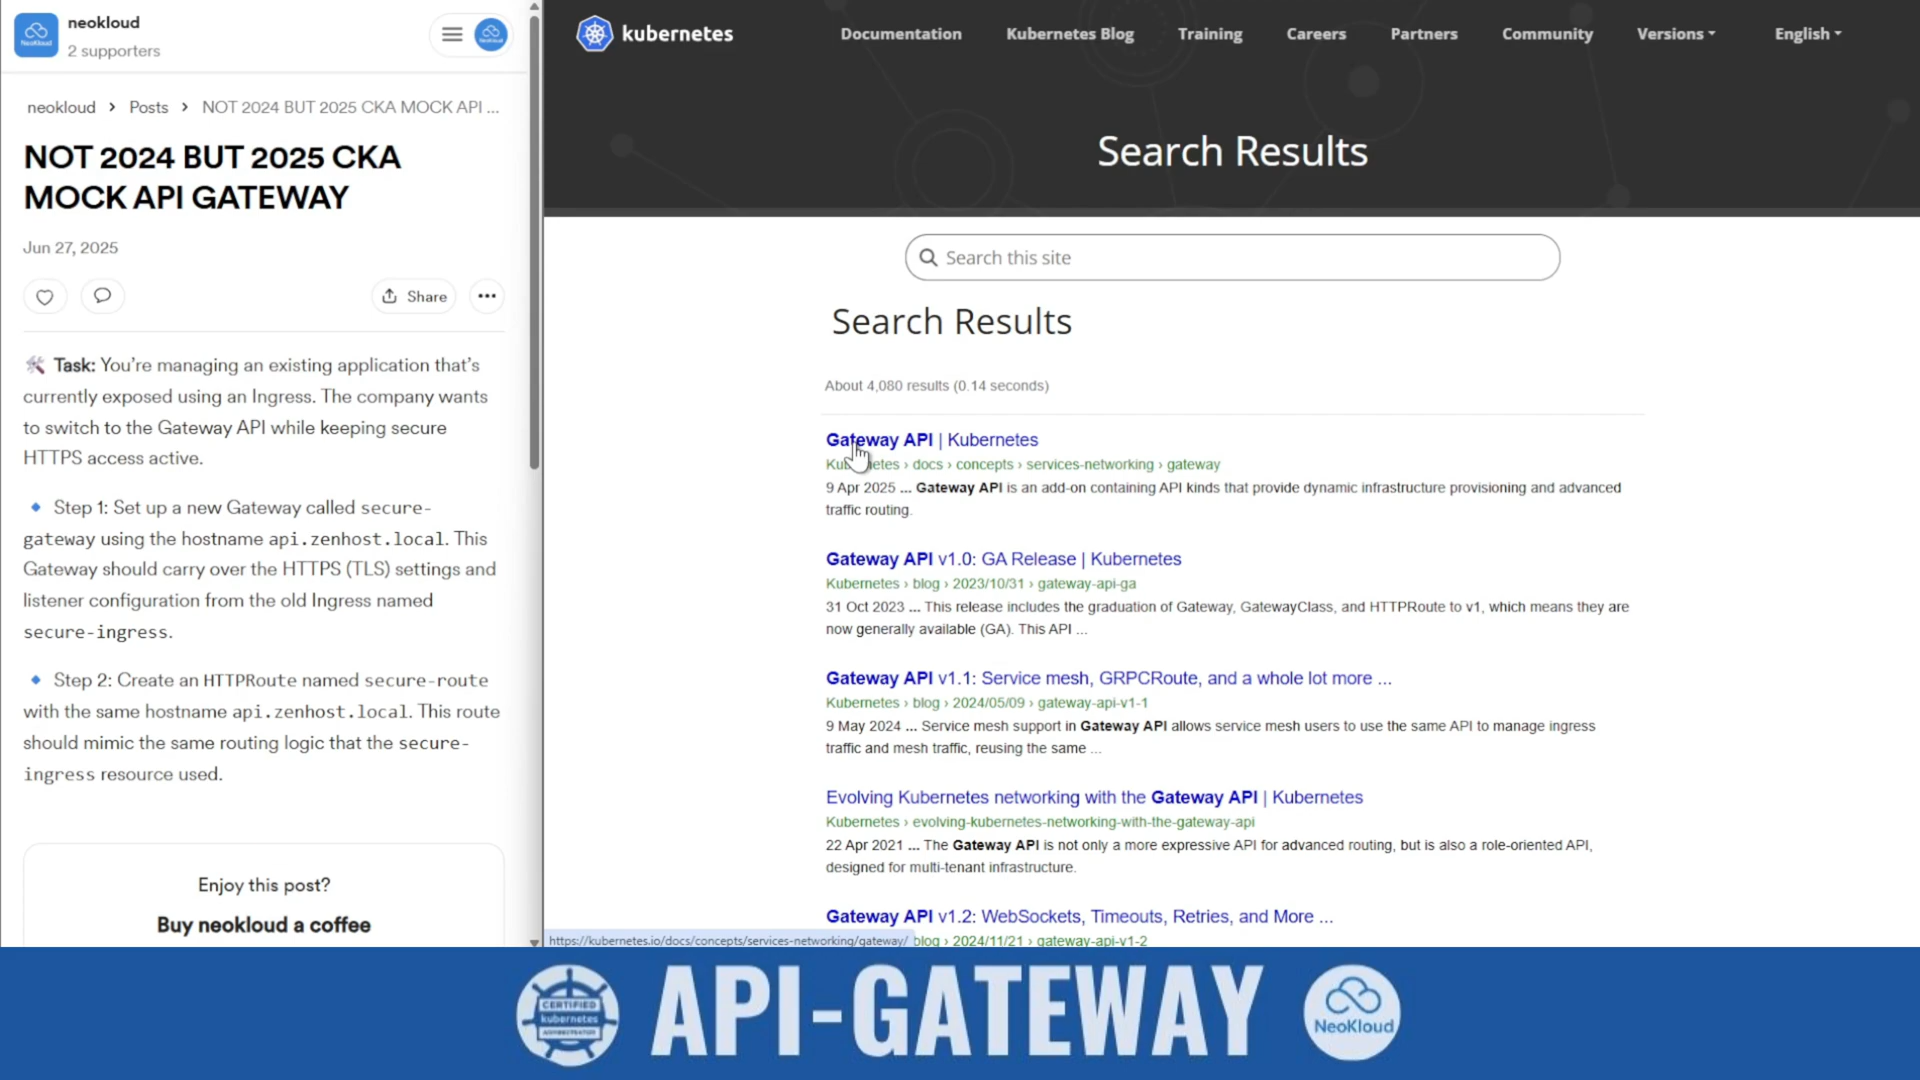 neokloud
2 supporters
neokloud > Posts > NOT 2024 BUT 2025 CKA MOCK API ...
NOT 2024 BUT 2025 CKA
MOCK API GATEWAY
Jun 27, 2025
Share
Task: You're managing an existing application that's
currently exposed using an Ingress. The company wants
to switch to the Gateway API while keeping secure
HTTPS access active.
Step 1: Set up a new Gateway called secure-
gateway using the hostname api.zenhost.local. This
Gateway should carry over the HTTPS (TLS) settings and
listener configuration from the old Ingress named
secure-ingress.
Step 2: Create an HTTPRoute named secure-route
with the same hostname api.zenhost.local. This route
should mimic the same routing logic that the secure-
ingress resource used.
Enjoy this post?
Buy neokloud a coffee
kubernetes
Documentation Kubernetes Blog Training Careers Partners Community Versions English
Search Results
Search this site
Search Results
About 4,080 results (0.14 seconds)
Gateway API | Kubernetes
Kubernetes › docs › concepts › services-networking › gateway
9 Apr 2025 ... Gateway API is an add-on containing API kinds that provide dynamic infrastructure provisioning and advanced
traffic routing.
Gateway API v1.0: GA Release | Kubernetes
Kubernetes › blog › 2023/10/31 › gateway-api-ga
31 Oct 2023 ... This release includes the graduation of Gateway, GatewayClass, and HTTPRoute to v1, which means they are
now generally available (GA). This API ...
Gateway API v1.1: Service mesh, GRPCRoute, and a whole lot more ...
Kubernetes › blog › 2024/05/09 › gateway-api-v1-1
9 May 2024 ... Service mesh support in Gateway API allows service mesh users to use the same API to manage ingress
traffic and mesh traffic, reusing the same ...
Evolving Kubernetes networking with the Gateway API | Kubernetes
Kubernetes › evolving-kubernetes-networking-with-the-gateway-api
22 Apr 2021 ... The Gateway API is not only a more expressive API for advanced routing, but is also a role-oriented API,
designed for multi-tenant infrastructure.
Gateway API v1.2: WebSockets, Timeouts, Retries, and More ...
https://kubernetes.io/docs/concepts/services-networking/gateway/ blog › 2024/11/21 › gateway-api-v1-2
CERTIFIED
kubernetes
ADMINISTRATOR
API-GATEWAY
NeoKloud